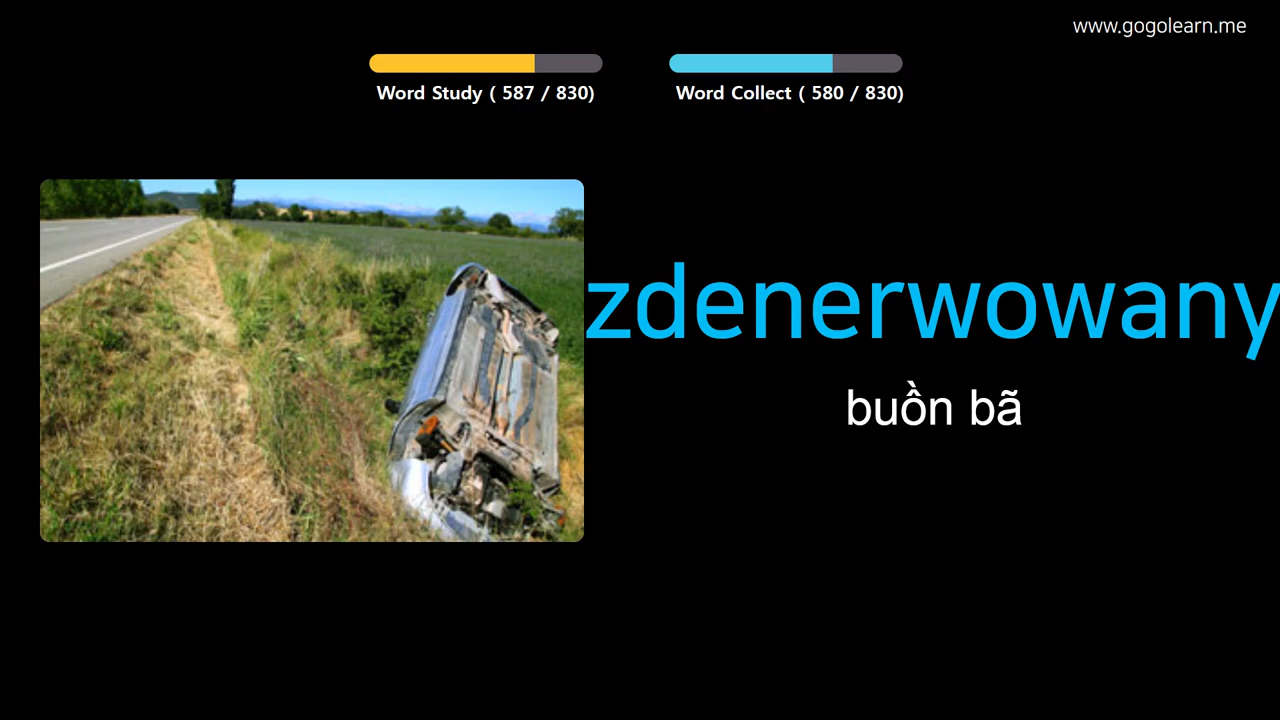 www.gogolearn.me
Word Study ( 587 / 830)
Word Collect ( 580 / 830)
zdenerwowany
buồn bã